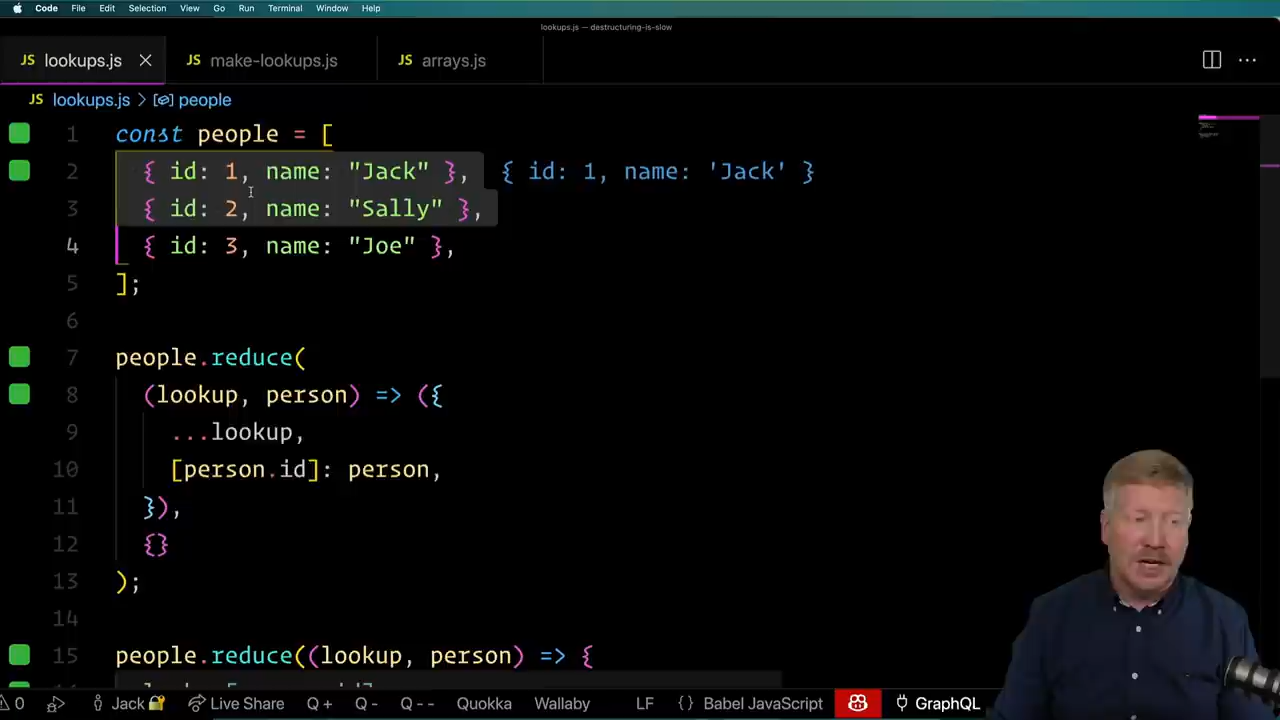 Code File Edit Selection View Go Run Terminal Window Help
lookups.js — destructuring-is-slow
JS lookups.js JS make-lookups.js JS arrays.js
JS lookups.js > people
1 const people = [
2 { id: 1, name: "Jack" }, { id: 1, name: 'Jack' }
3 { id: 2, name: "Sally" },
4 { id: 3, name: "Joe" },
5 ];
6
7 people.reduce(
8 (lookup, person) => ({
9 ...lookup,
10 [person.id]: person,
11 }),
12 {}
13 );
14
15 people.reduce((lookup, person) => {
0 Jack Live Share Q + Q - Q -- Quokka Wallaby LF {} Babel JavaScript GraphQL